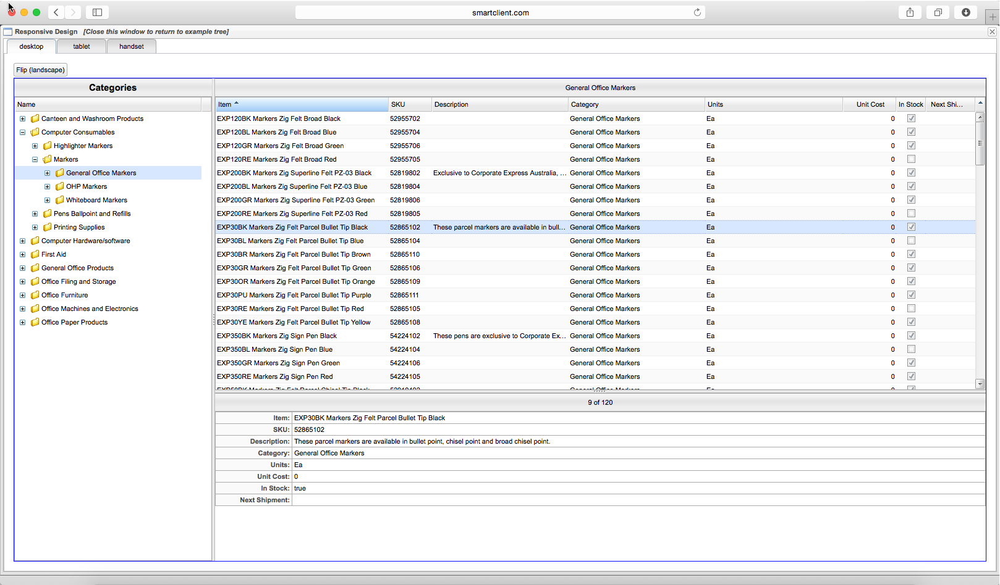 smartclient.com
Responsive Design [Close this window to return to example tree]
desktop tablet handset
Flip (landscape)
Categories
Name
Canteen and Washroom Products
Computer Consumables
Highlighter Markers
Markers
General Office Markers
OHP Markers
Whiteboard Markers
Pens Ballpoint and Refills
Printing Supplies
Computer Hardware/software
First Aid
General Office Products
Office Filing and Storage
Office Furniture
Office Machines and Electronics
Office Paper Products
General Office Markers
Item SKU Description Category Units Unit Cost In Stock Next Shi...
EXP120BK Markers Zig Felt Broad Black 52955702 General Office Markers Ea 0
EXP120BL Markers Zig Felt Broad Blue 52955704 General Office Markers Ea 0
EXP120GR Markers Zig Felt Broad Green 52955706 General Office Markers Ea 0
EXP120RE Markers Zig Felt Broad Red 52955705 General Office Markers Ea 0
EXP200BK Markers Zig Superline Felt PZ-03 Black 52819802 Exclusive to Corporate Express Australia, ... General Office Markers Ea 0
EXP200BL Markers Zig Superline Felt PZ-03 Blue 52819804 General Office Markers Ea 0
EXP200GR Markers Zig Superline Felt PZ-03 Green 52819806 General Office Markers Ea 0
EXP200RE Markers Zig Superline Felt PZ-03 Red 52819805 General Office Markers Ea 0
EXP30BK Markers Zig Felt Parcel Bullet Tip Black 52865102 These parcel markers are available in bull... General Office Markers Ea 0
EXP30BL Markers Zig Felt Parcel Bullet Tip Blue 52865104 General Office Markers Ea 0
EXP30BR Markers Zig Felt Parcel Bullet Tip Brown 52865110 General Office Markers Ea 0
EXP30GR Markers Zig Felt Parcel Bullet Tip Green 52865106 General Office Markers Ea 0
EXP30OR Markers Zig Felt Parcel Bullet Tip Orange 52865109 General Office Markers Ea 0
EXP30PU Markers Zig Felt Parcel Bullet Tip Purple 52865111 General Office Markers Ea 0
EXP30RE Markers Zig Felt Parcel Bullet Tip Red 52865105 General Office Markers Ea 0
EXP30YE Markers Zig Felt Parcel Bullet Tip Yellow 52865108 General Office Markers Ea 0
EXP350BK Markers Zig Sign Pen Black 54224102 These pens are exclusive to Corporate Ex... General Office Markers Ea 0
EXP350BL Markers Zig Sign Pen Blue 54224104 General Office Markers Ea 0
EXP350GR Markers Zig Sign Pen Green 54224106 General Office Markers Ea 0
EXP350RE Markers Zig Sign Pen Red 54224105 General Office Markers Ea 0
9 of 120
Item: EXP30BK Markers Zig Felt Parcel Bullet Tip Black
SKU: 52865102
Description: These parcel markers are available in bullet point, chisel point and broad chisel point.
Category: General Office Markers
Units: Ea
Unit Cost: 0
In Stock: true
Next Shipment: